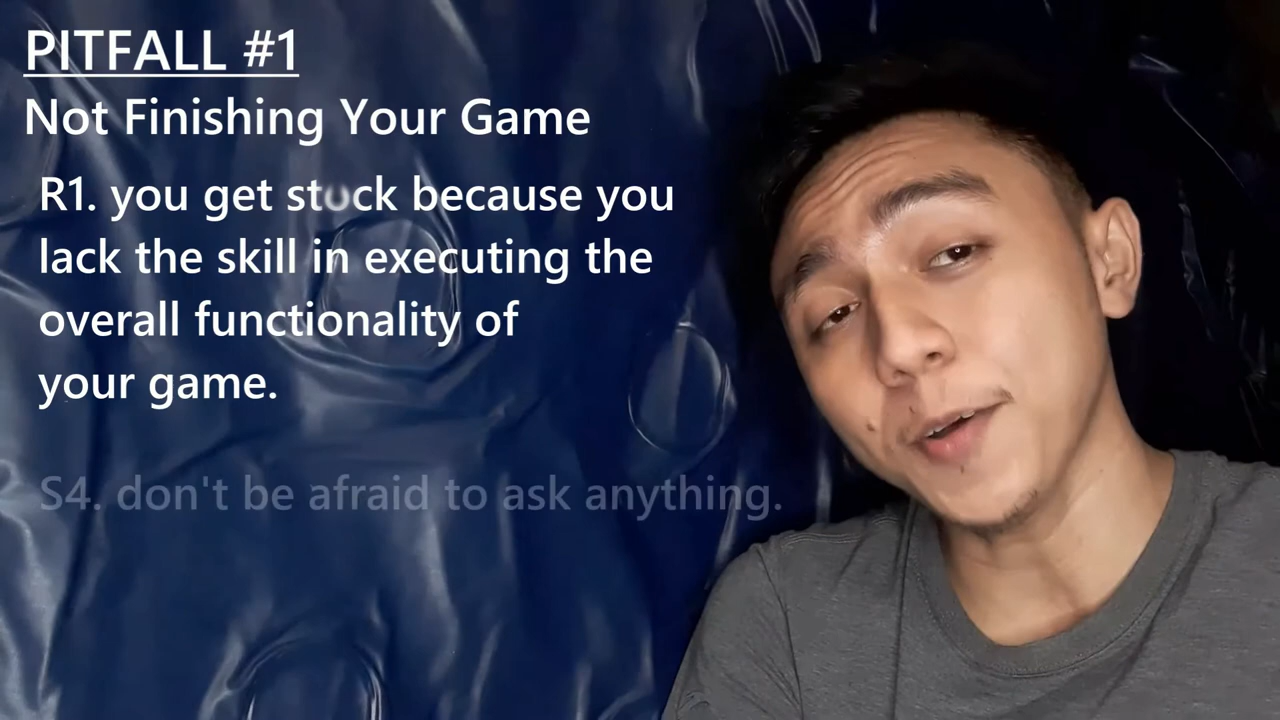 PITFALL #1
Not Finishing Your Game
R1. you get stuck because you
lack the skill in executing the
overall functionality of
your game.
S4. don't be afraid to ask anything.